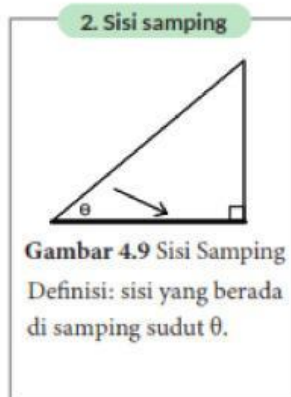 2. Sisi samping
θ
Gambar 4.9 Sisi Samping
Definisi: sisi yang berada
di samping sudut θ.